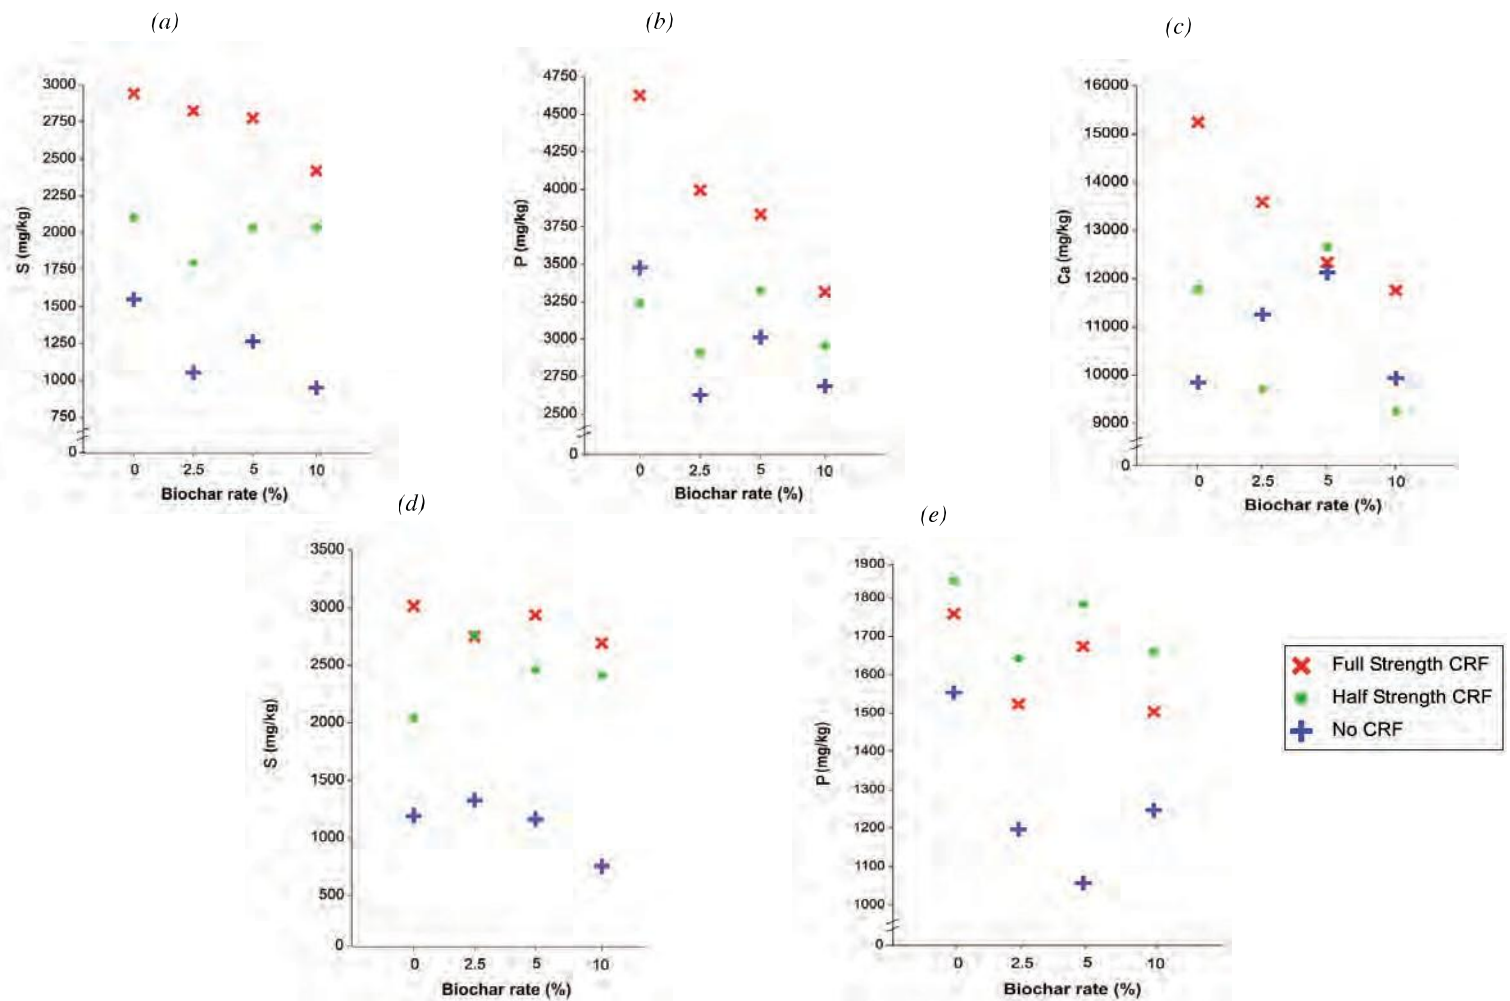 (a)
3000
2750
2500
2250
2000
1750
1500
1250
1000
750
0
S (mg/kg)
0 2.5 5 10
Biochar rate (%)
(b)
4750
4500
4250
4000
3750
3500
3250
3000
2750
2500
0
P (mg/kg)
0 2.5 5 10
Biochar rate (%)
(c)
16000
15000
14000
13000
12000
11000
10000
9000
0
Ca (mg/kg)
0 2.5 5 10
Biochar rate (%)
(d)
3500
3000
2500
2000
1500
1000
500
0
S (mg/kg)
0 2.5 5 10
Biochar rate (%)
(e)
1900
1800
1700
1600
1500
1400
1300
1200
1100
1000
0
P (mg/kg)
0 2.5 5 10
Biochar rate (%)
Full Strength CRF
Half Strength CRF
No CRF